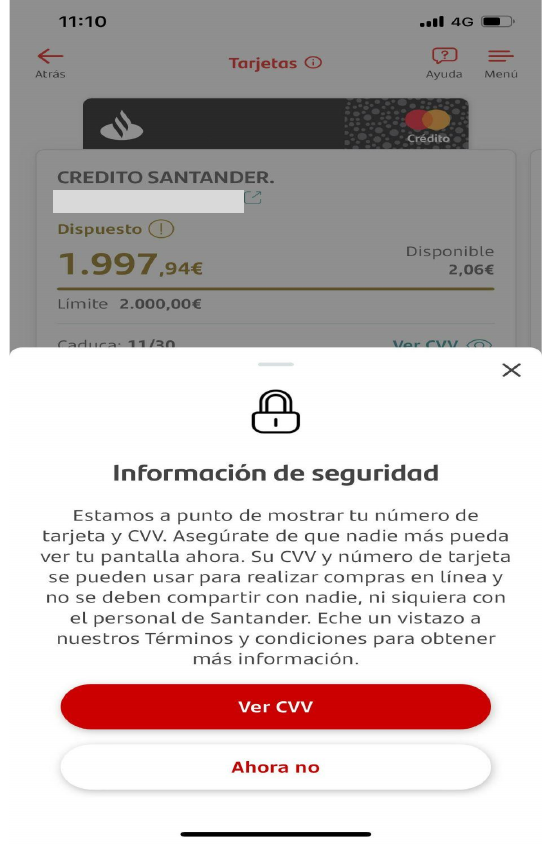 11:10
4G
Tarjetas
Atrás
Ayuda
Menú
Crédito
CREDITO SANTANDER.
Dispuesto
1.997,94€
Disponible
2,06€
Límite 2.000,00€
Caduca: 11/30
Ver CVV
Información de seguridad
Estamos a punto de mostrar tu número de
tarjeta y CVV. Asegúrate de que nadie más pueda
ver tu pantalla ahora. Su CVV y número de tarjeta
se pueden usar para realizar compras en línea y
no se deben compartir con nadie, ni siquiera con
el personal de Santander. Eche un vistazo a
nuestros Términos y condiciones para obtener
más información.
Ver CVV
Ahora no